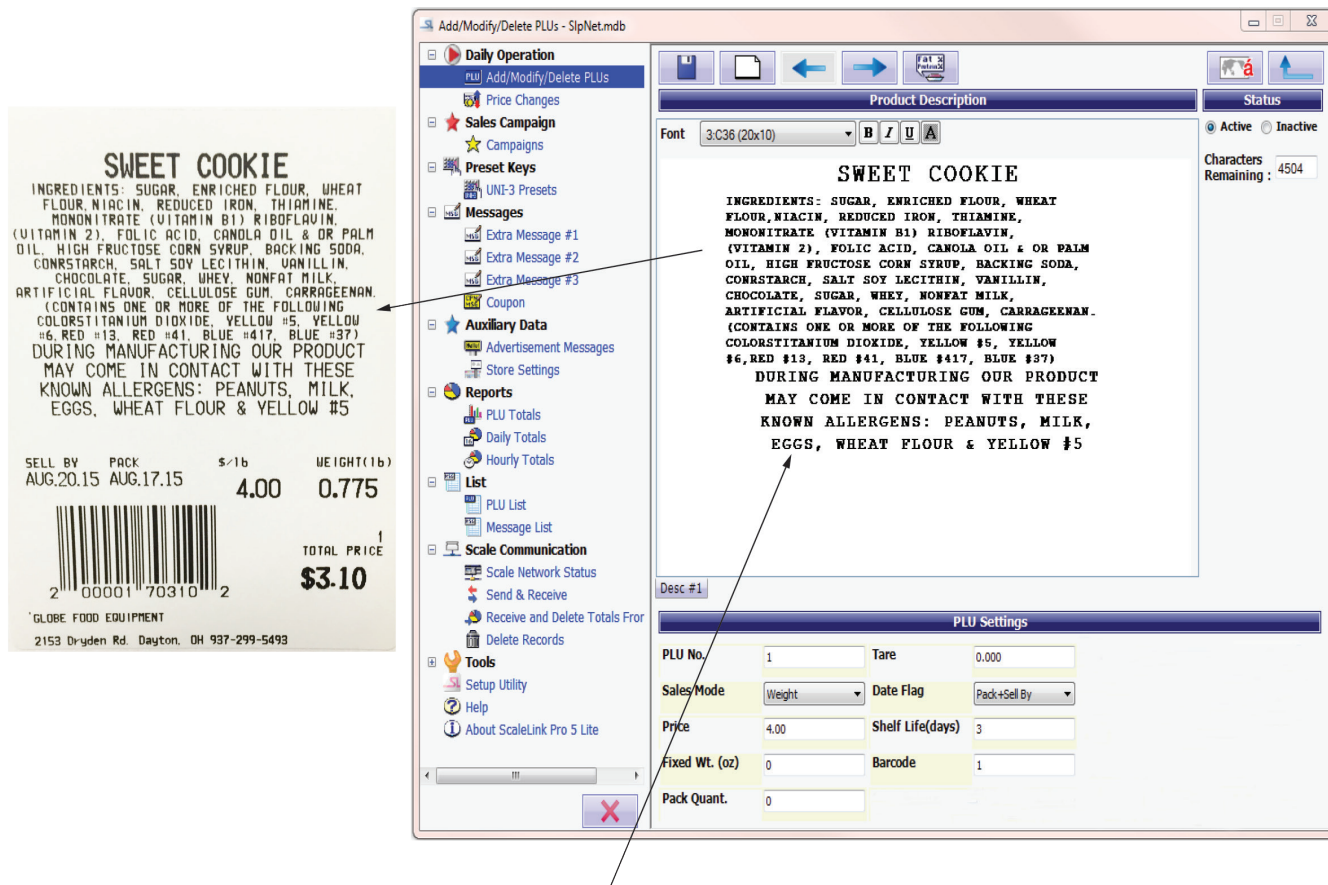 SWEET COOKIE
INGREDIENTS: SUGAR, ENRICHED FLOUR, WHEAT
FLOUR,NIACIN, REDUCED IRON, THIAMINE.
MONONITRATE (VITAMIN B1) RIBOFLAVIN,
(VITAMIN 2), FOLIC ACID, CANOLA OIL & OR PALM
OIL, HIGH FRUCTOSE CORN SYRUP, BACKING SODA,
CONRSTARCH, SALT SOY LECITHIN, VANILLIN,
CHOCOLATE, SUGAR, WHEY, NONFAT MILK,
ARTIFICIAL FLAVOR, CELLULOSE GUM, CARRAGEENAN.
(CONTAINS ONE OR MORE OF THE FOLLOWING
COLORSTITANIUM DIOXIDE, YELLOW #5, YELLOW
#6,RED #13, RED #41, BLUE #417, BLUE #37)
DURING MANUFACTURING OUR PRODUCT
MAY COME IN CONTACT WITH THESE
KNOWN ALLERGENS: PEANUTS, MILK,
EGGS, WHEAT FLOUR & YELLOW #5
SELL BY PACK $/lb WEIGHT(lb)
AUG.20.15 AUG.17.15 4.00 0.775
1
TOTAL PRICE
$3.10
2 00001 70310 2
GLOBE FOOD EQUIPMENT
2153 Dryden Rd. Dayton, OH 937-299-5493
Add/Modify/Delete PLUs - SlpNet.mdb
Daily Operation
PLU Add/Modify/Delete PLUs
Price Changes
Sales Campaign
Campaigns
Preset Keys
UNI-3 Presets
Messages
MSG Extra Message #1
MSG Extra Message #2
MSG Extra Message #3
Coupon
Auxiliary Data
Advertisement Messages
Store Settings
Reports
PLU Totals
Daily Totals
Hourly Totals
List
PLU List
Message List
Scale Communication
Scale Network Status
Send & Receive
Receive and Delete Totals Fror
Delete Records
Tools
Setup Utility
Help
About ScaleLink Pro 5 Lite
Fat %
Protein%
á
Product Description
Status
Font 3:C36 (20x10) B I U A
Active Inactive
Characters
Remaining : 4504
SWEET COOKIE
INGREDIENTS: SUGAR, ENRICHED FLOUR, WHEAT
FLOUR,NIACIN, REDUCED IRON, THIAMINE,
MONONITRATE (VITAMIN B1) RIBOFLAVIN,
(VITAMIN 2), FOLIC ACID, CANOLA OIL & OR PALM
OIL, HIGH FRUCTOSE CORN SYRUP, BACKING SODA,
CONRSTARCH, SALT SOY LECITHIN, VANILLIN,
CHOCOLATE, SUGAR, WHEY, NONFAT MILK,
ARTIFICIAL FLAVOR, CELLULOSE GUM, CARRAGEENAN.
(CONTAINS ONE OR MORE OF THE FOLLOWING
COLORSTITANIUM DIOXIDE, YELLOW #5, YELLOW
#6,RED #13, RED #41, BLUE #417, BLUE #37)
DURING MANUFACTURING OUR PRODUCT
MAY COME IN CONTACT WITH THESE
KNOWN ALLERGENS: PEANUTS, MILK,
EGGS, WHEAT FLOUR & YELLOW #5
Desc #1
PLU Settings
PLU No. 1 Tare 0.000
Sales Mode Weight Date Flag Pack+Sell By
Price 4.00 Shelf Life(days) 3
Fixed Wt. (oz) 0 Barcode 1
Pack Quant. 0